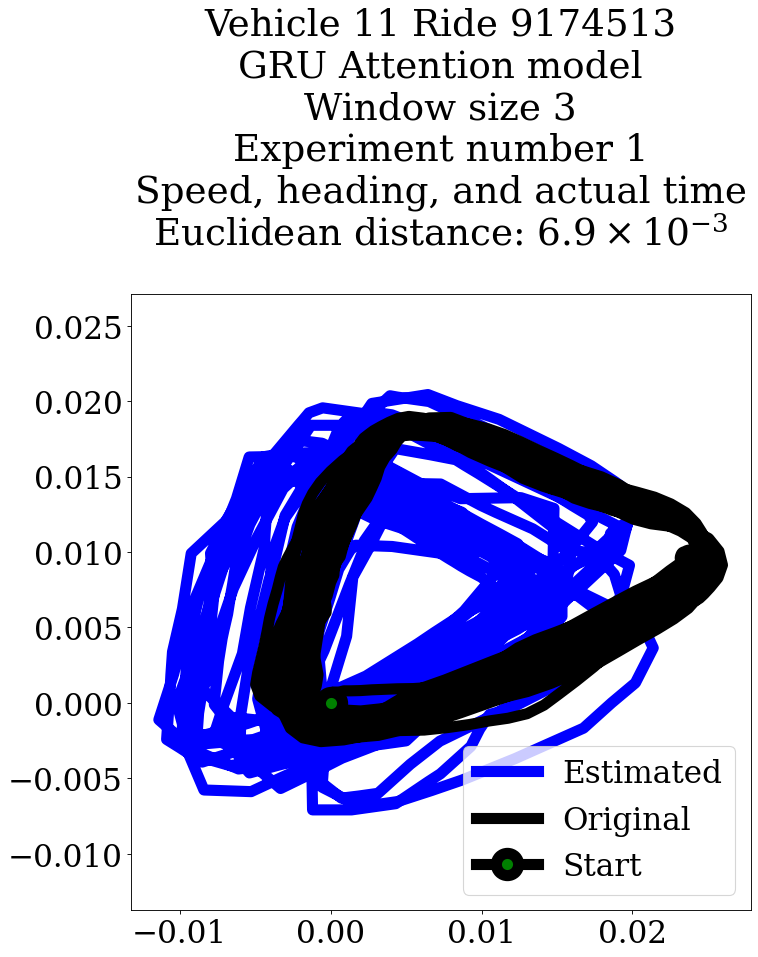 Vehicle 11 Ride 9174513
GRU Attention model
Window size 3
Experiment number 1
Speed, heading, and actual time
Euclidean distance: 6.9 × 10⁻³
0.025
0.020
0.015
0.010
0.005
0.000
−0.005
−0.010
Estimated
Original
Start
−0.01 0.00 0.01 0.02